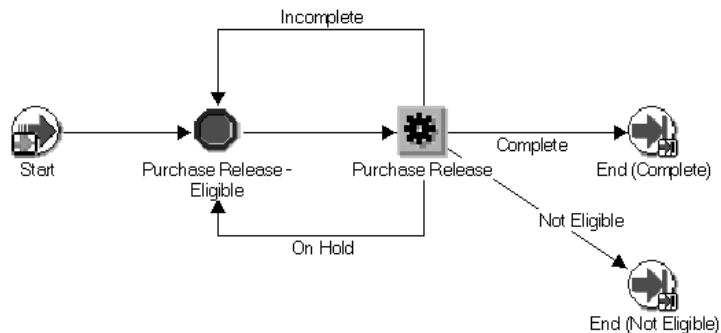 Incomplete
Start
Purchase Release -
Eligible
Purchase Release
Complete
End (Complete)
Not Eligible
On Hold
End (Not Eligible)